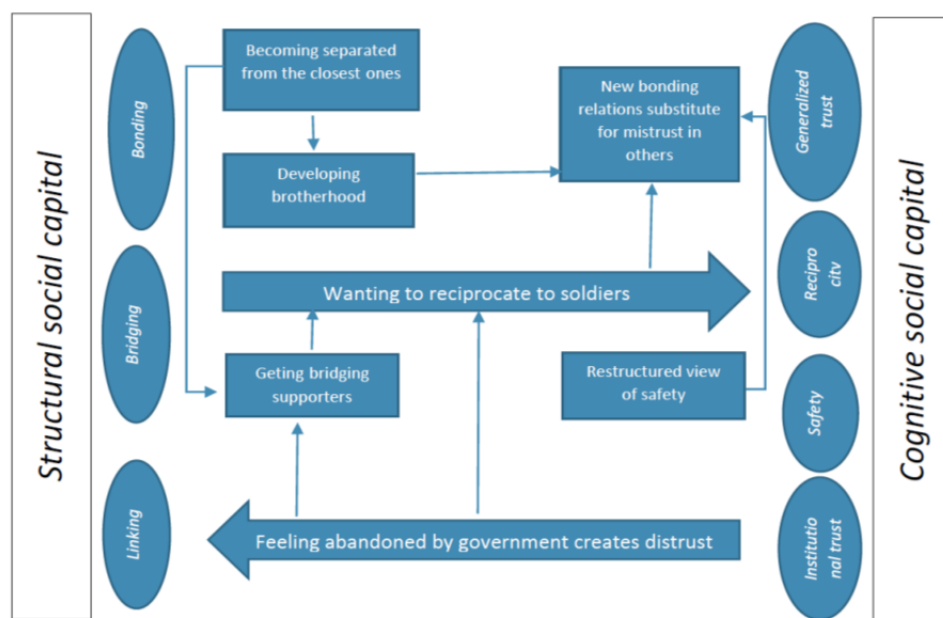 Structural social capital
Bonding
Bridging
Linking
Becoming separated
from the closest ones
Developing
brotherhood
New bonding
relations substitute
for mistrust in
others
Wanting to reciprocate to soldiers
Geting bridging
supporters
Restructured view
of safety
Feeling abandoned by government creates distrust
Generalized
trust
Recipro
citv
Safety
Institutio
nal trust
Cognitive social capital